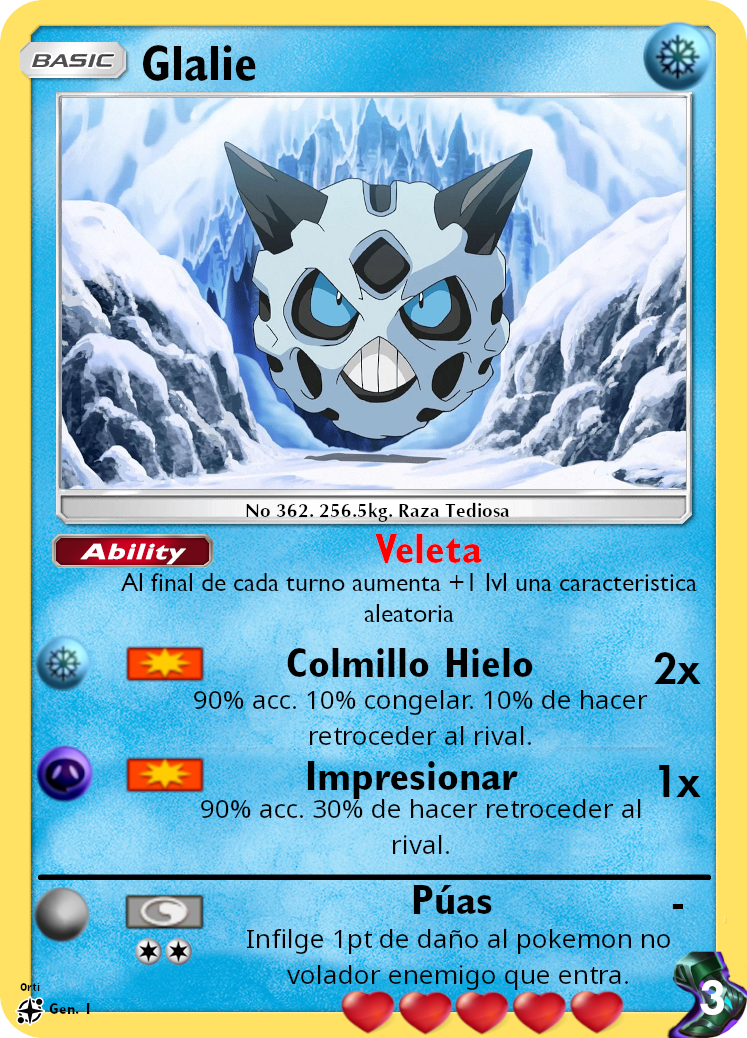 BASIC Glalie
No 362. 256.5kg. Raza Tediosa
Ability Veleta
Al final de cada turno aumenta +1 lvl una caracteristica
aleatoria
Colmillo Hielo 2x
90% acc. 10% congelar. 10% de hacer
retroceder al rival.
Impresionar 1x
90% acc. 30% de hacer retroceder al
rival.
Púas -
Infilge 1pt de daño al pokemon no
volador enemigo que entra.
Orti
Gen. 1
3